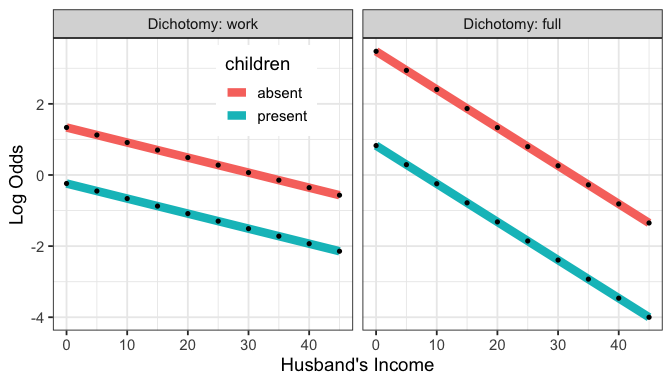 Dichotomy: work
Dichotomy: full
children
absent
present
Log Odds
2
0
-2
-4
0 10 20 30 40
0 10 20 30 40
Husband's Income